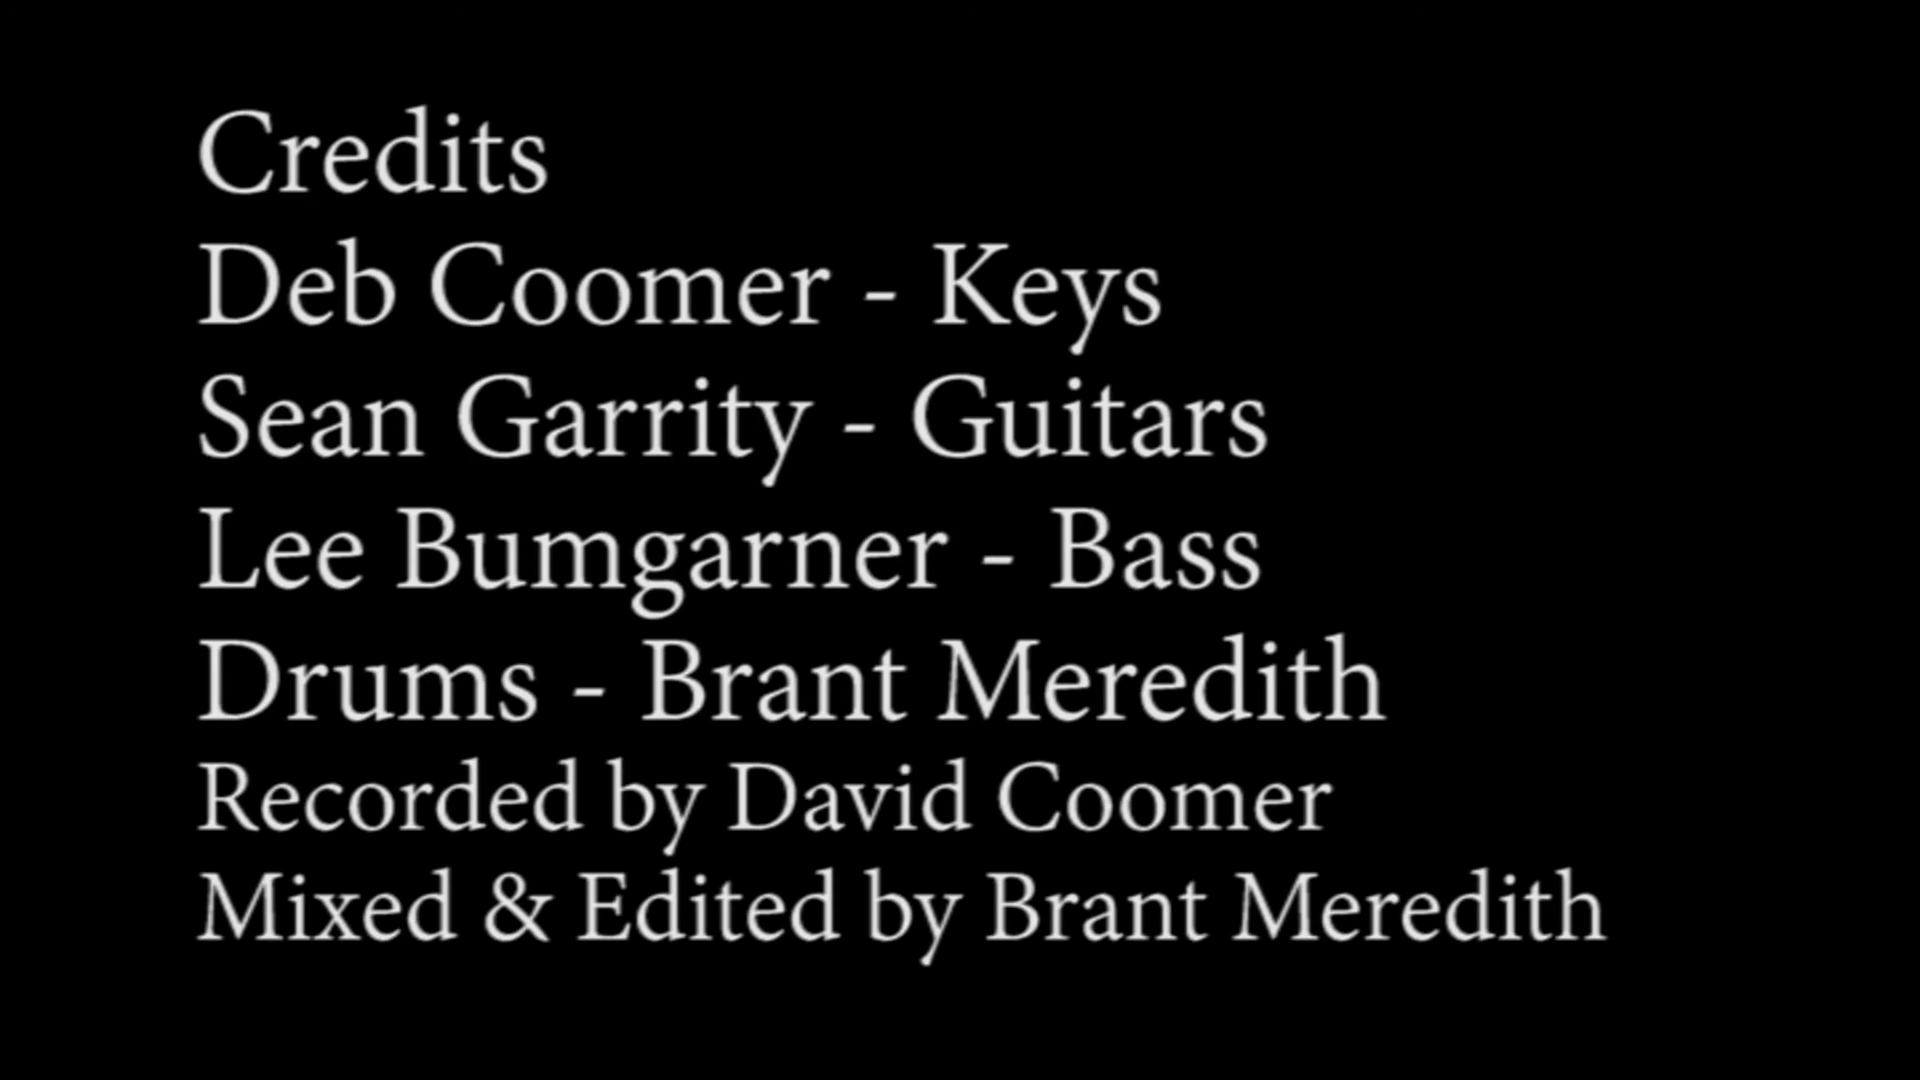 Credits
Deb Coomer - Keys
Sean Garrity - Guitars
Lee Bumgarner - Bass
Drums - Brant Meredith
Recorded by David Coomer
Mixed & Edited by Brant Meredith